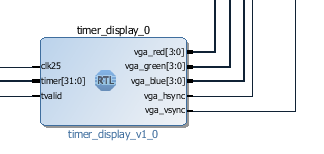 timer_display_0
vga_red[3:0]
clk25
vga_green[3:0]
timer[31:0]
RTL
vga_blue[3:0]
tvalid
vga_hsync
vga_vsync
timer_display_v1_0